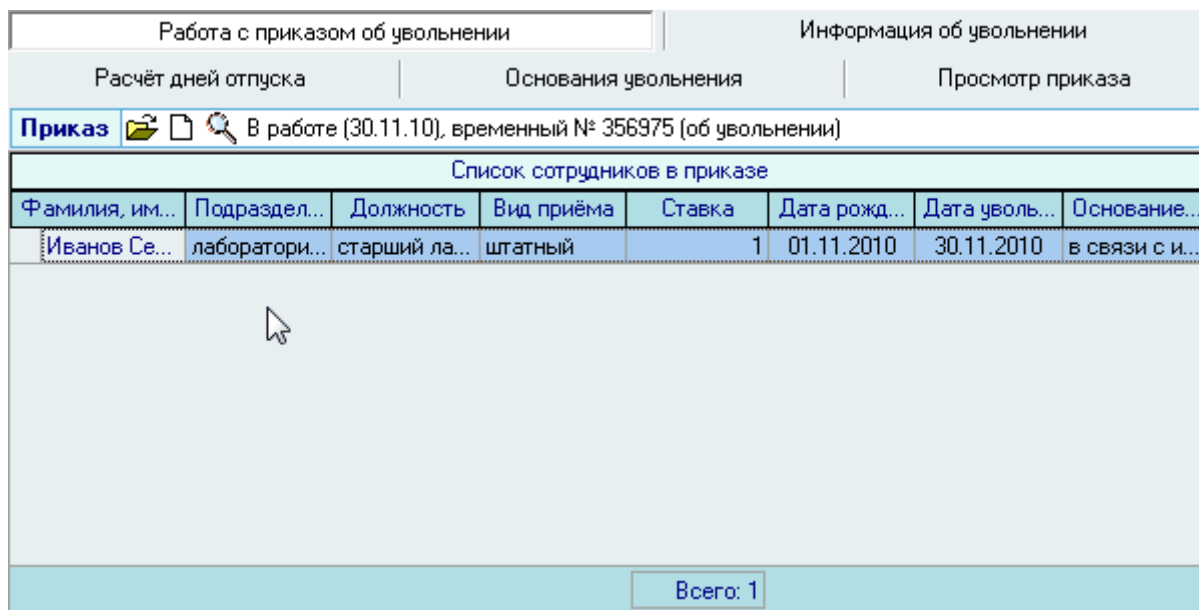 Работа с приказом об увольнении Информация об увольнении
Расчёт дней отпуска Основания увольнения Просмотр приказа
Приказ В работе (30.11.10), временный № 356975 (об увольнении)
Список сотрудников в приказе
Фамилия, им... Подраздел... Должность Вид приёма Ставка Дата рожд... Дата уволь... Основание...
Иванов Се... лаборатори... старший ла... штатный 1 01.11.2010 30.11.2010 в связи с и...
Всего: 1